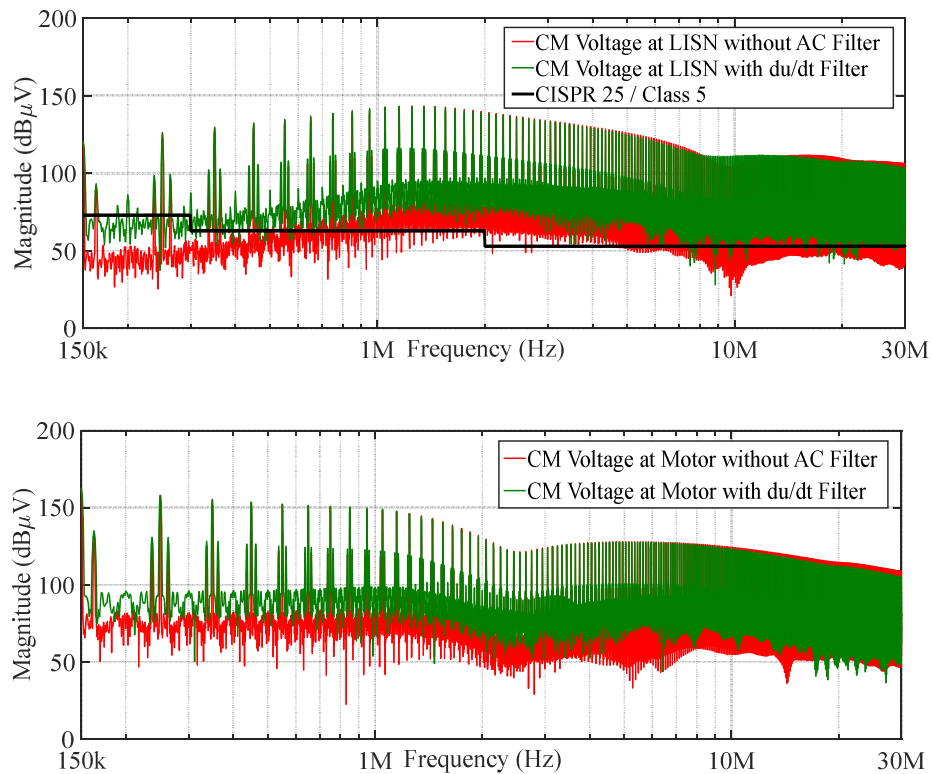 200
150
100
50
0
Magnitude (dBμV)
CM Voltage at LISN without AC Filter
CM Voltage at LISN with du/dt Filter
CISPR 25 / Class 5
150k 1M Frequency (Hz) 10M 30M
200
150
100
50
0
Magnitude (dBμV)
CM Voltage at Motor without AC Filter
CM Voltage at Motor with du/dt Filter
150k 1M Frequency (Hz) 10M 30M